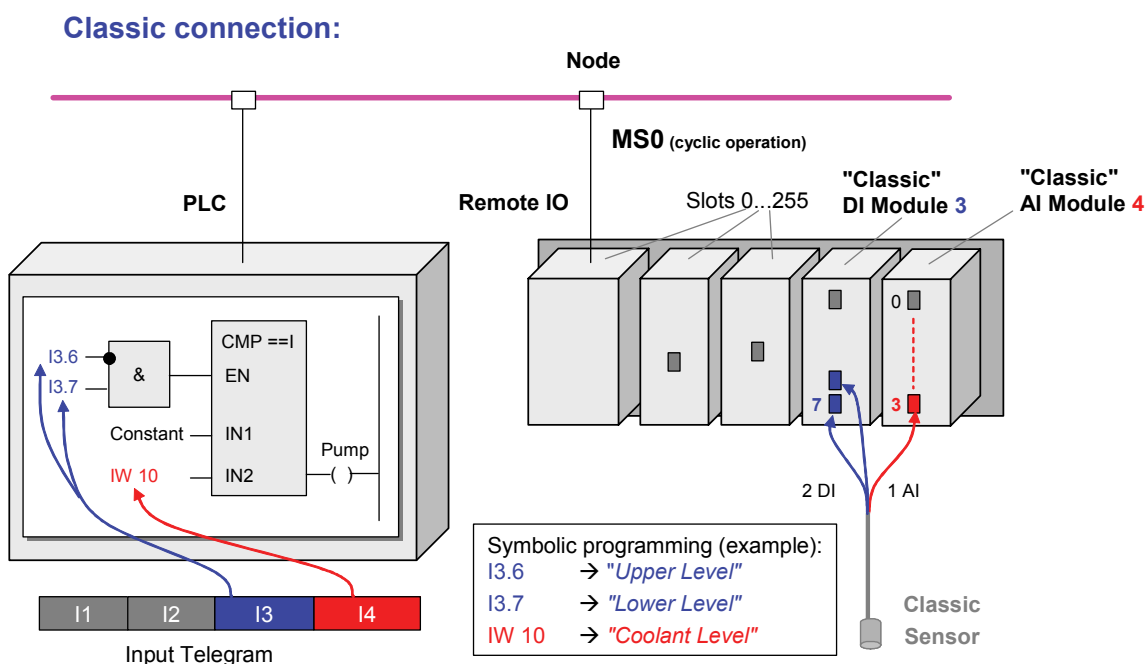 Classic connection:
Node
MS0 (cyclic operation)
PLC
Remote IO
Slots 0...255
"Classic"
DI Module 3
"Classic"
AI Module 4
I3.6
I3.7
&
CMP ==I
EN
Constant
IN1
IW 10
IN2
Pump
( )
0
7
3
2 DI
1 AI
I1 I2 I3 I4
Input Telegram
Symbolic programming (example):
I3.6 → "Upper Level"
I3.7 → "Lower Level"
IW 10 → "Coolant Level"
Classic
Sensor